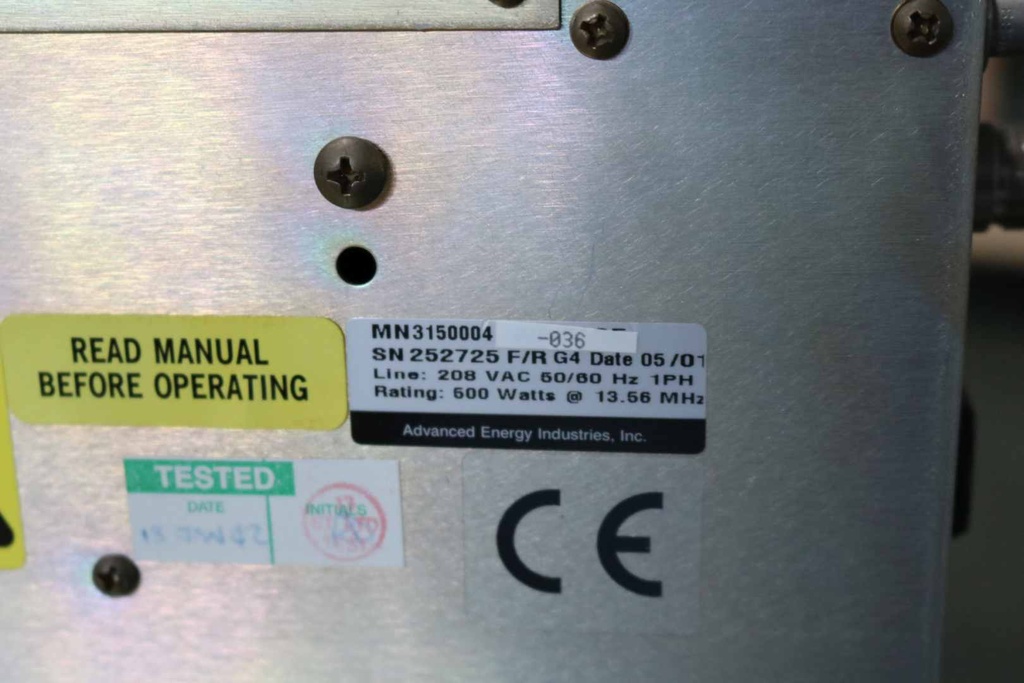 READ MANUAL
BEFORE OPERATING
MN3150004 -036
SN 252725 F/R G4 Date 05/01
Line: 208 VAC 50/60 Hz 1PH
Rating: 500 Watts @ 13.56 MHz
Advanced Energy Industries, Inc.
TESTED
DATE
INITIALS
CE